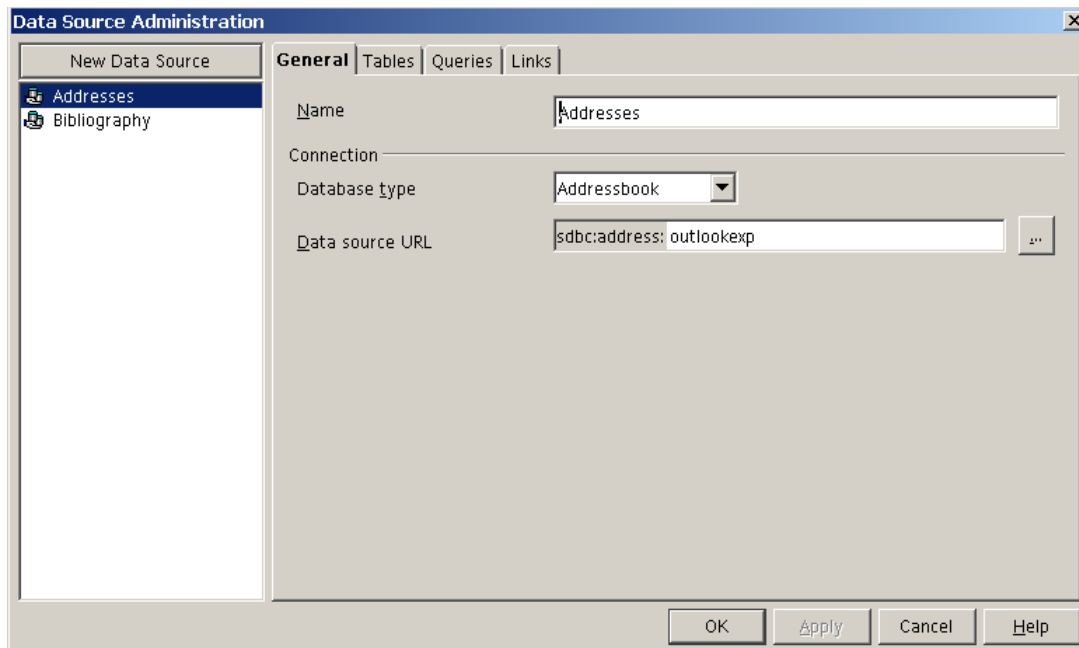 Data Source Administration
New Data Source
Addresses
Bibliography
General Tables Queries Links
Name Addresses
Connection
Database type Addressbook
Data source URL sdbc:address: outlookexp ...
OK Apply Cancel Help